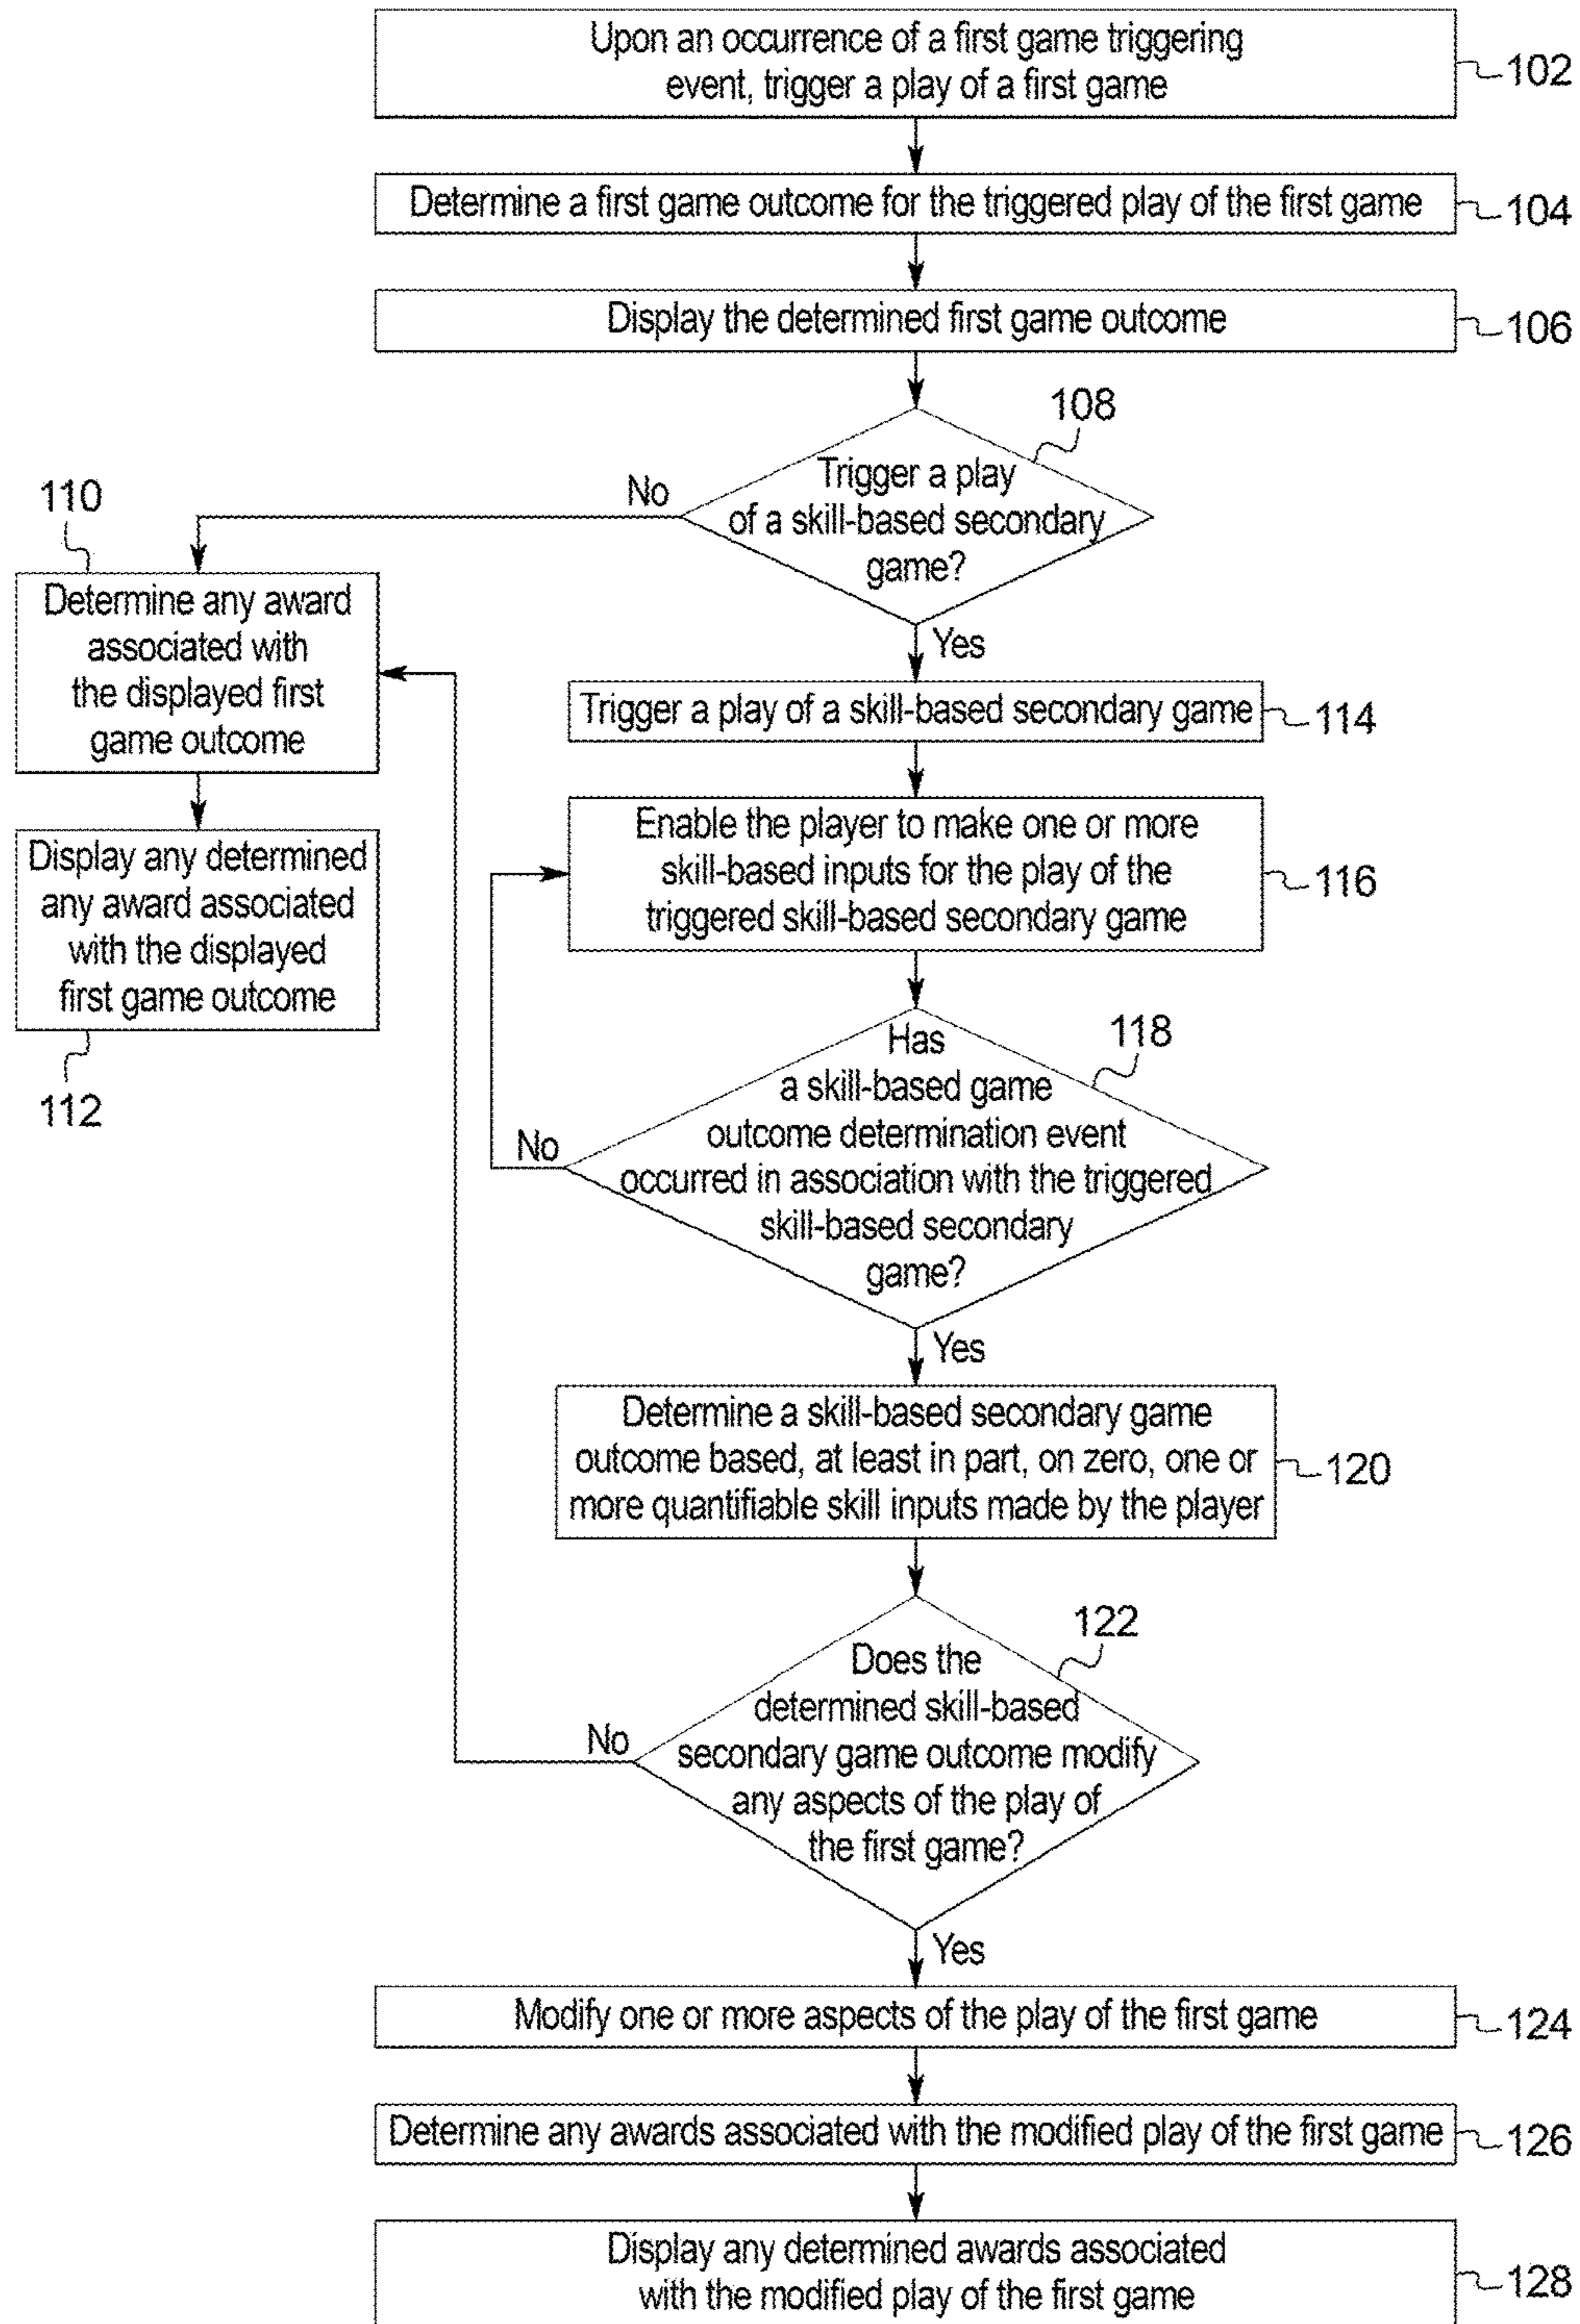 Upon an occurrence of a first game triggering
event, trigger a play of a first game
102
Determine a first game outcome for the triggered play of the first game
104
Display the determined first game outcome
106
108
Trigger a play
of a skill-based secondary
game?
No
Yes
110
Determine any award
associated with
the displayed first
game outcome
Display any determined
any award associated
with the displayed
first game outcome
112
Trigger a play of a skill-based secondary game
114
Enable the player to make one or more
skill-based inputs for the play of the
triggered skill-based secondary game
116
118
Has
a skill-based game
outcome determination event
occurred in association with the triggered
skill-based secondary
game?
No
Yes
Determine a skill-based secondary game
outcome based, at least in part, on zero, one or
more quantifiable skill inputs made by the player
120
122
Does the
determined skill-based
secondary game outcome modify
any aspects of the play of
the first game?
No
Yes
Modify one or more aspects of the play of the first game
124
Determine any awards associated with the modified play of the first game
126
Display any determined awards associated
with the modified play of the first game
128